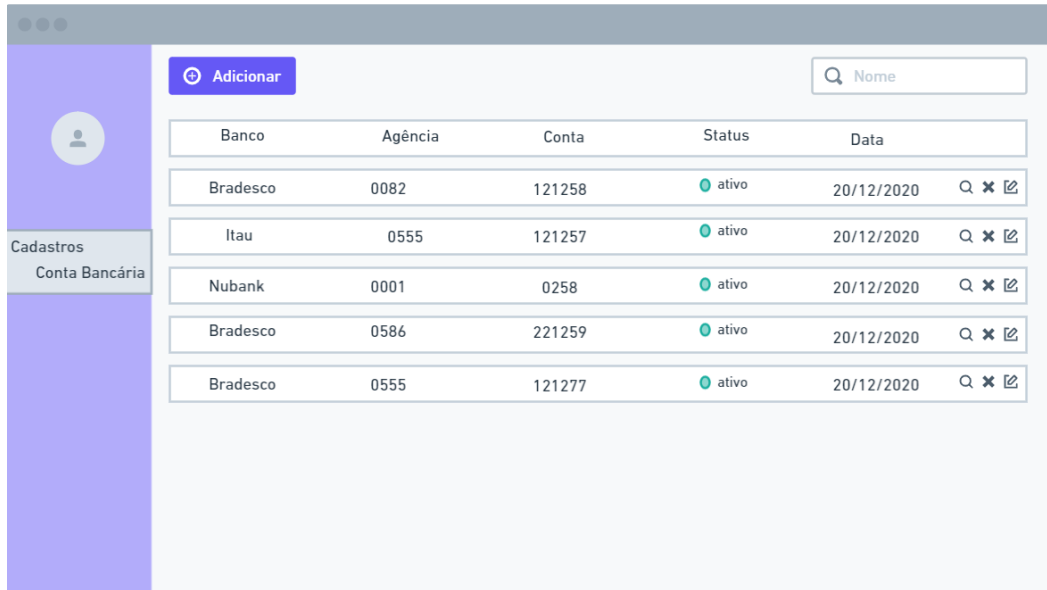 Adicionar
Nome
Banco Agência Conta Status Data
Bradesco 0082 121258 ativo 20/12/2020
Itau 0555 121257 ativo 20/12/2020
Cadastros
Conta Bancária
Nubank 0001 0258 ativo 20/12/2020
Bradesco 0586 221259 ativo 20/12/2020
Bradesco 0555 121277 ativo 20/12/2020